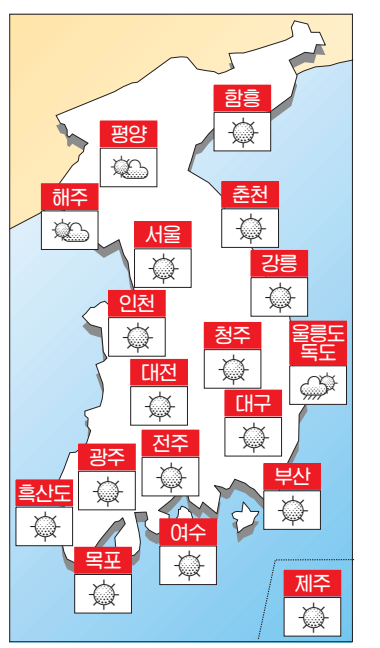 함흥
평양
해주
춘천
서울
강릉
인천
청주
울릉도
독도
대전
대구
전주
광주
부산
흑산도
여수
목포
제주